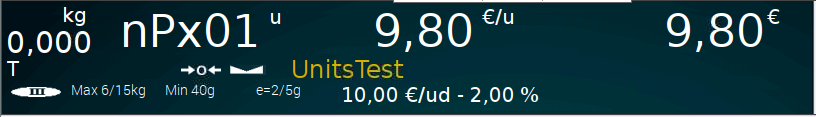 kg
0,000 nPx01 u 9,80 €/u 9,80 €
T →0← UnitsTest
III Max 6/15kg Min 40g e=2/5g 10,00 €/ud - 2,00 %